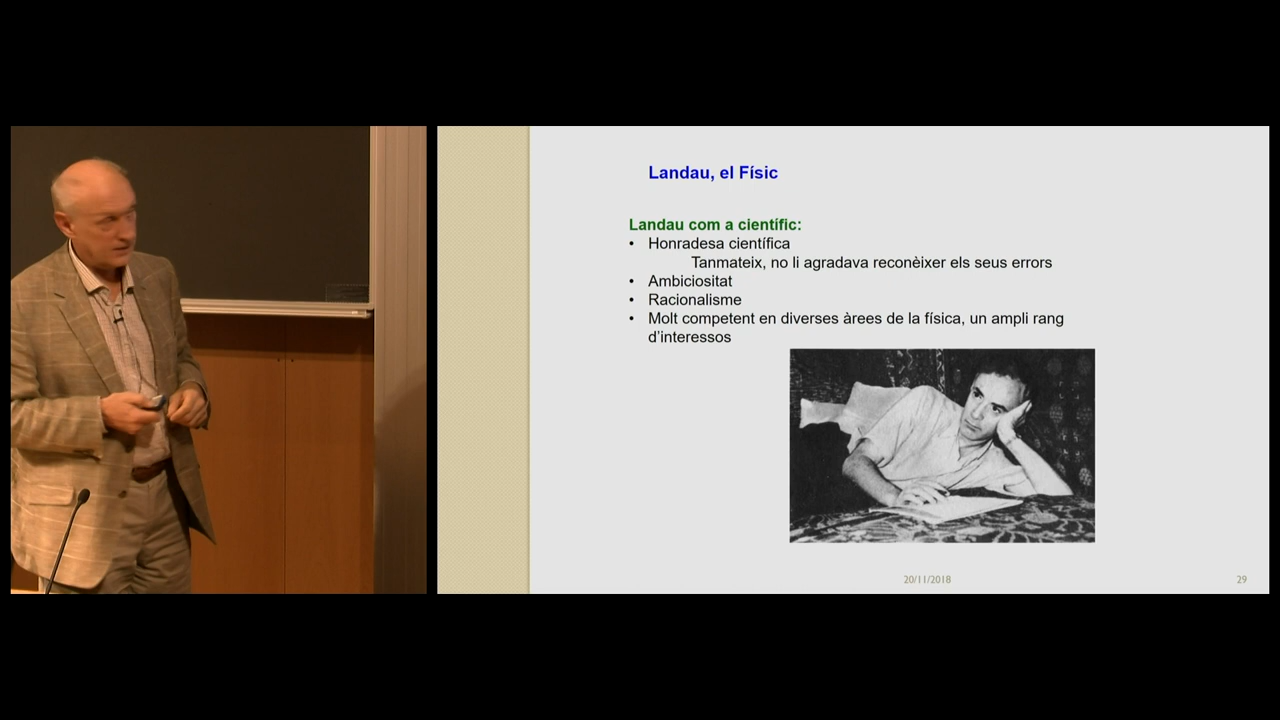 Landau, el Físic
Landau com a científic:
• Honradesa científica
Tanmateix, no li agradava reconèixer els seus errors
• Ambiciositat
• Racionalisme
• Molt competent en diverses àrees de la física, un ampli rang
d'interessos
20/11/2018
29